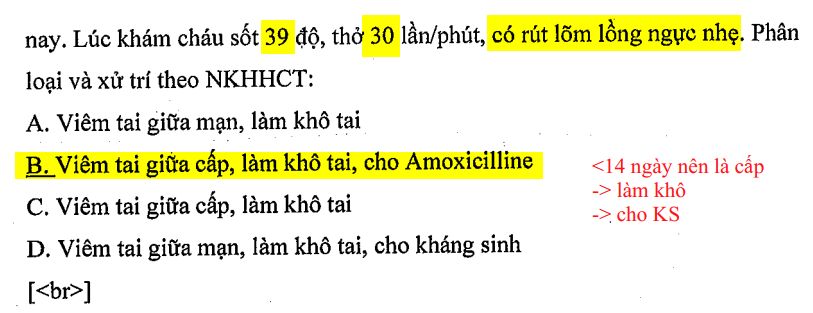 nay. Lúc khám cháu sốt 39 độ, thở 30 lần/phút, có rút lõm lồng ngực nhẹ. Phân
loại và xử trí theo NKHHCT:
A. Viêm tai giữa mạn, làm khô tai
B. Viêm tai giữa cấp, làm khô tai, cho Amoxicilline
<14 ngày nên là cấp
-> làm khô
-> cho KS
C. Viêm tai giữa cấp, làm khô tai
D. Viêm tai giữa mạn, làm khô tai, cho kháng sinh
[<br>]